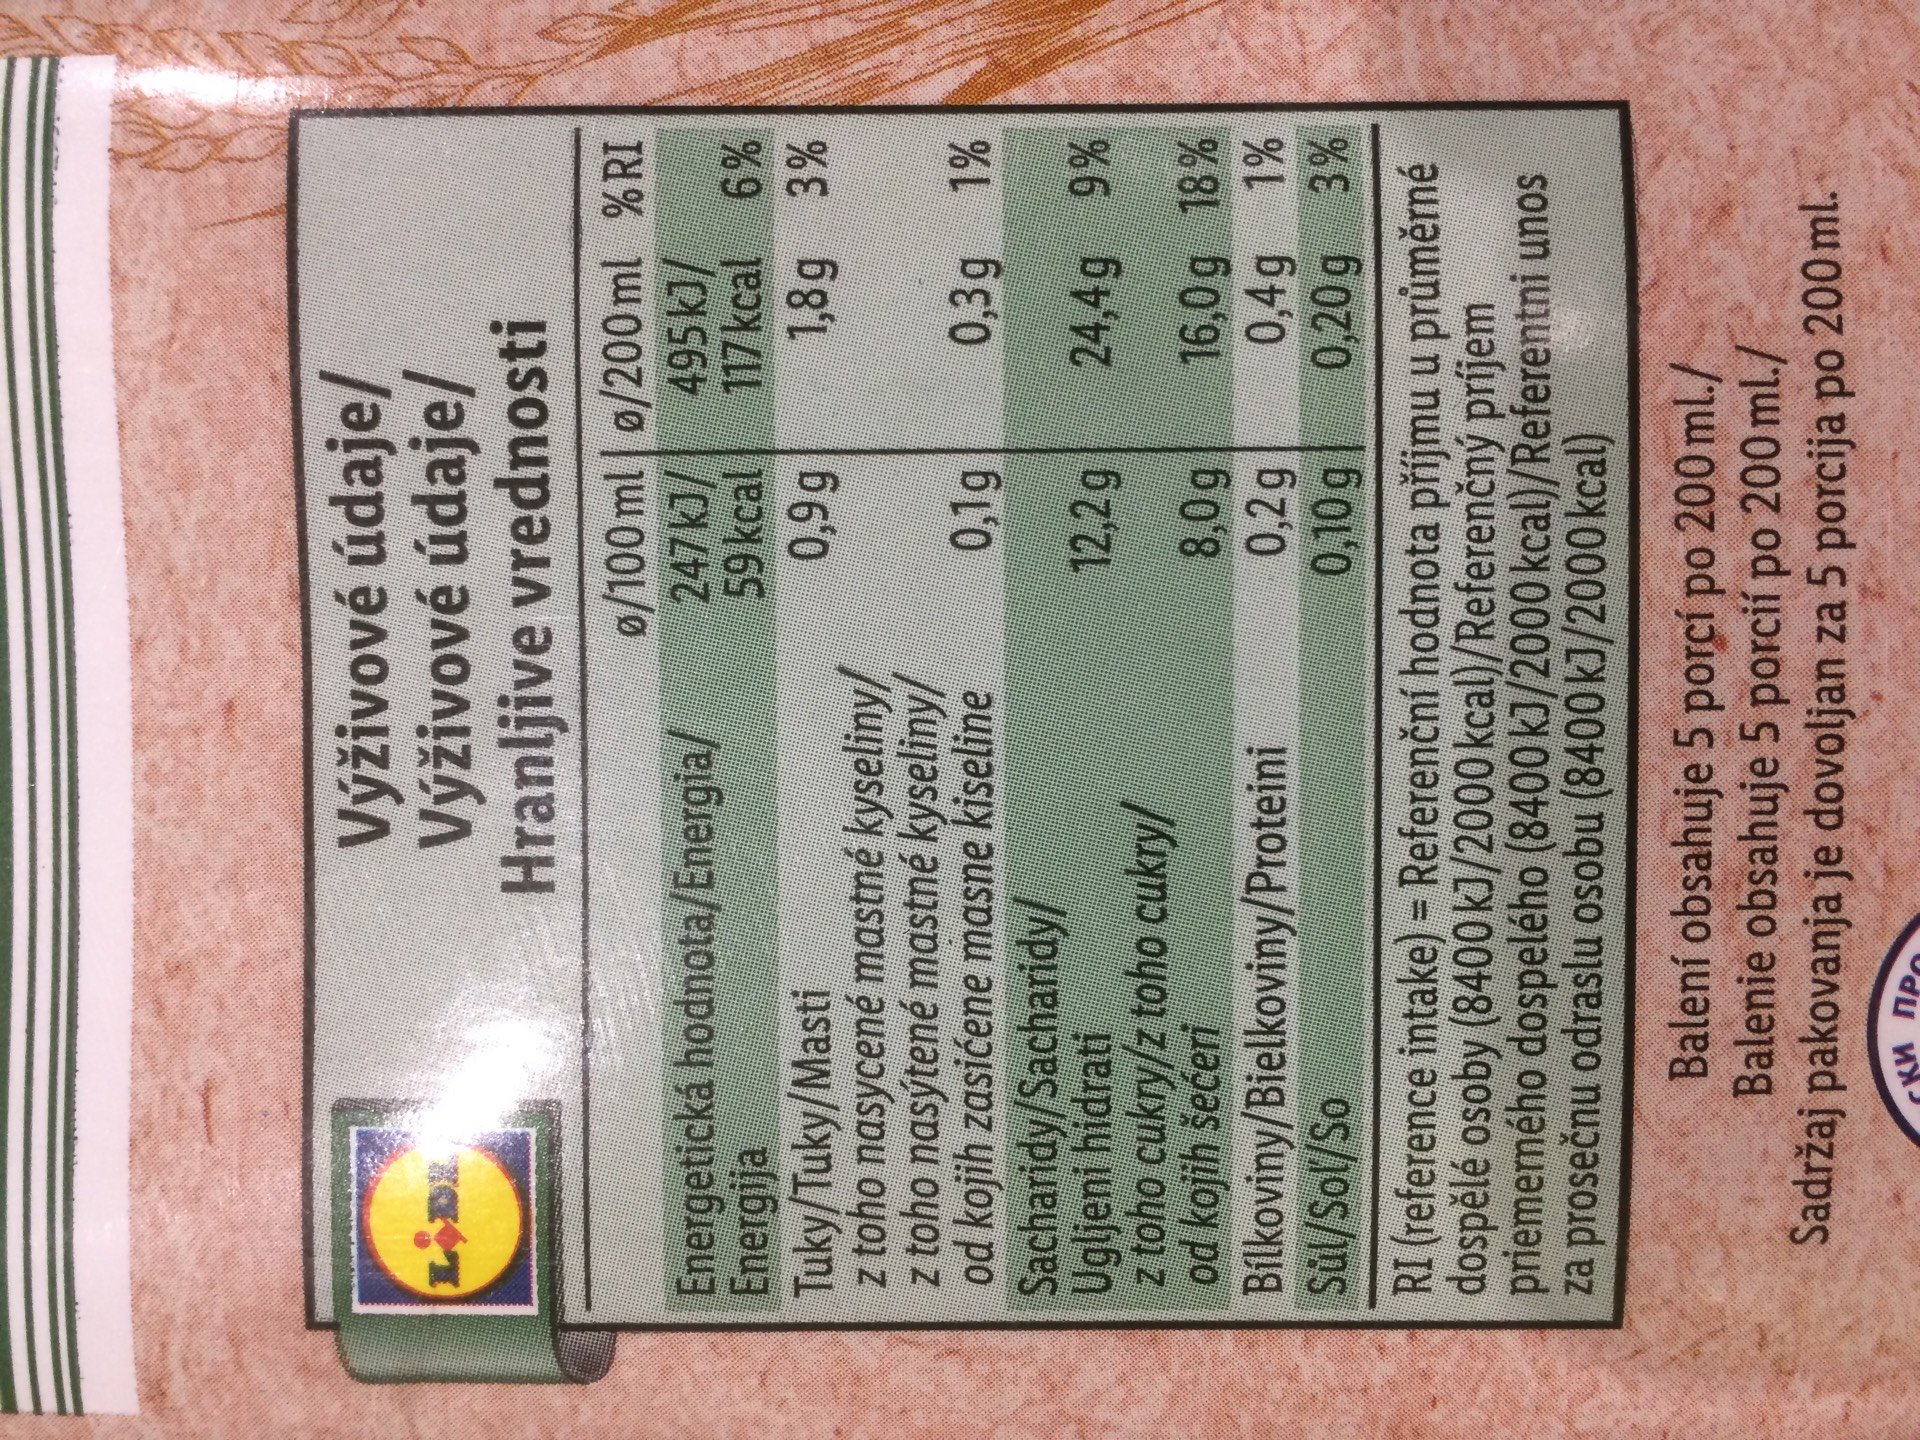 LIDL
Výživové údaje/
Výživové údaje/
Hranljive vrednosti
ø/100ml ø/200ml %RI
Energetická hodnota/Energia/ 247kJ/ 495kJ/
Energija 59kcal 117kcal 6%
Tuky/Tuky/Masti 0,9g 1,8g 3%
z toho nasycené mastné kyseliny/
z toho nasýtené mastné kyseliny/
od kojih zasićene masne kiseline 0,1g 0,3g 1%
Sacharidy/Sacharidy/
Ugljeni hidrati 12,2g 24,4g 9%
z toho cukry/z toho cukry/
od kojih šećeri 8,0g 16,0g 18%
Bílkoviny/Bielkoviny/Proteini 0,2g 0,4g 1%
Sůl/Soľ/So 0,10g 0,20g 3%
RI (reference intake) = Referenční hodnota příjmu u průměrné
dospělé osoby (8400kJ/2000kcal)/Referenčný príjem
priemerného dospelého (8400kJ/2000kcal)/Referentni unos
za prosečnu odraslu osobu (8400kJ/2000kcal)
Balení obsahuje 5 porcí po 200ml./
Balenie obsahuje 5 porcií po 200ml./
Sadržaj pakovanja je dovoljan za 5 porcija po 200ml.
СКИ ПРО